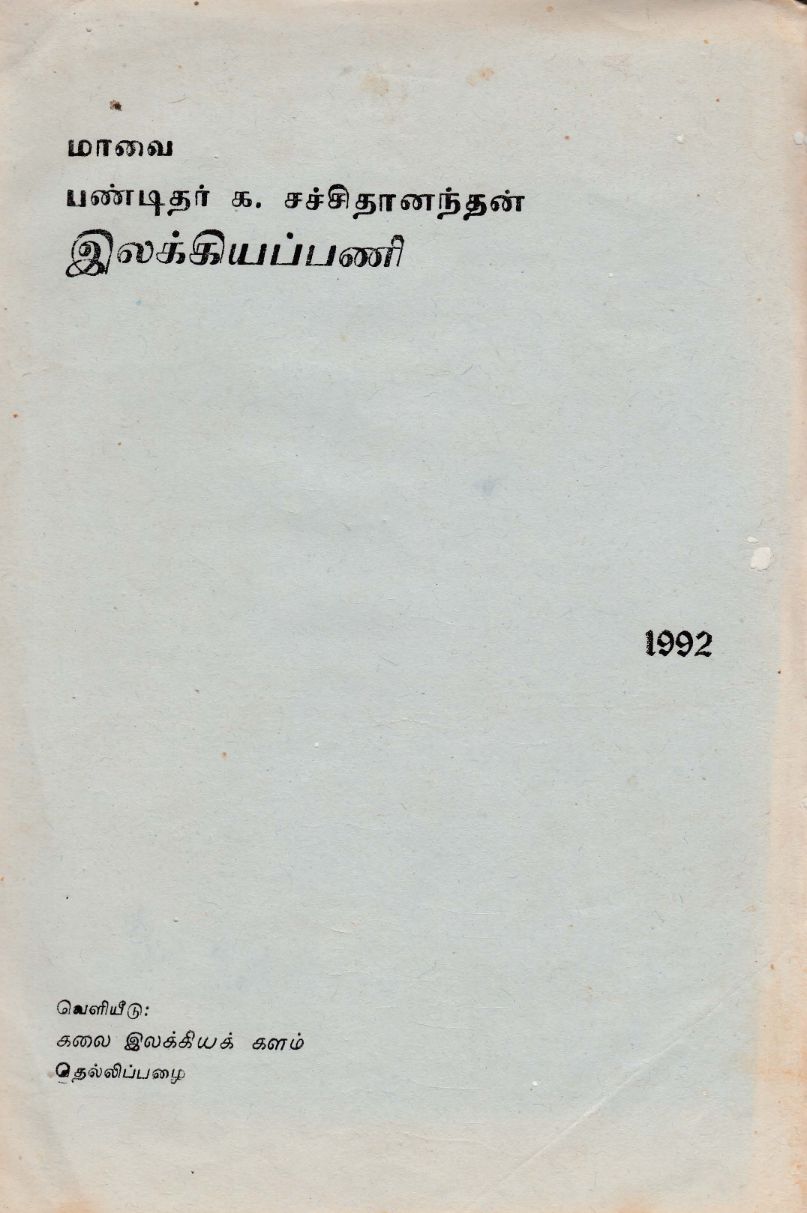 மாவை
பண்டிதர் க. சச்சிதானந்தன்
இலக்கியப்பணி
1992
வெளியீடு:
கலை இலக்கியக் களம்
தெல்லிப்பழை